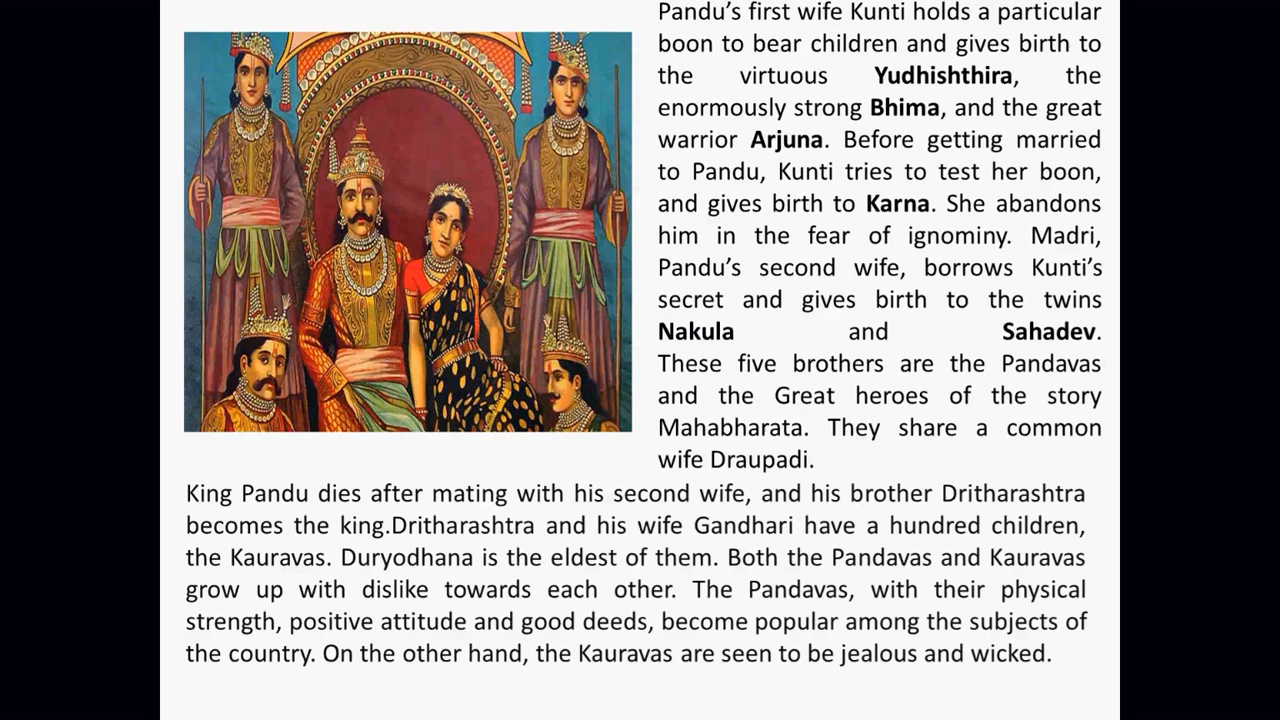 Pandu’s first wife Kunti holds a particular
boon to bear children and gives birth to
the virtuous Yudhishthira, the
enormously strong Bhima, and the great
warrior Arjuna. Before getting married
to Pandu, Kunti tries to test her boon,
and gives birth to Karna. She abandons
him in the fear of ignominy. Madri,
Pandu’s second wife, borrows Kunti’s
secret and gives birth to the twins
Nakula and Sahadev.
These five brothers are the Pandavas
and the Great heroes of the story
Mahabharata. They share a common
wife Draupadi.
King Pandu dies after mating with his second wife, and his brother Dritharashtra
becomes the king.Dritharashtra and his wife Gandhari have a hundred children,
the Kauravas. Duryodhana is the eldest of them. Both the Pandavas and Kauravas
grow up with dislike towards each other. The Pandavas, with their physical
strength, positive attitude and good deeds, become popular among the subjects of
the country. On the other hand, the Kauravas are seen to be jealous and wicked.